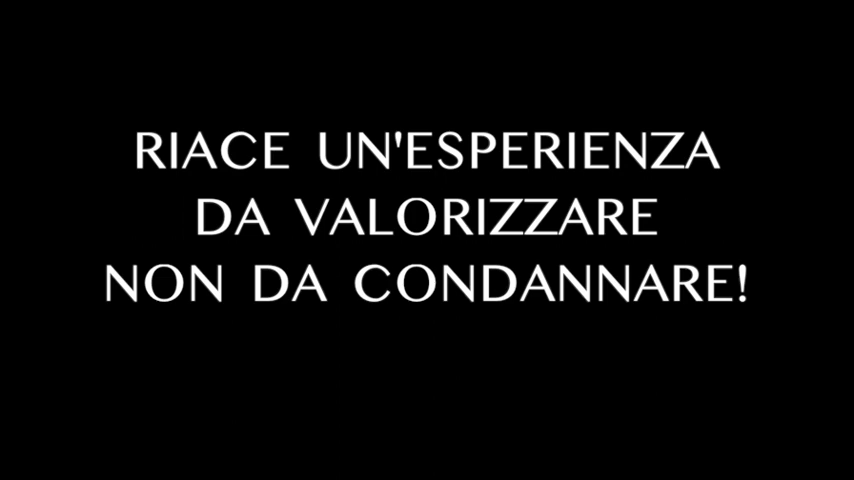 RIACE UN'ESPERIENZA
DA VALORIZZARE
NON DA CONDANNARE!